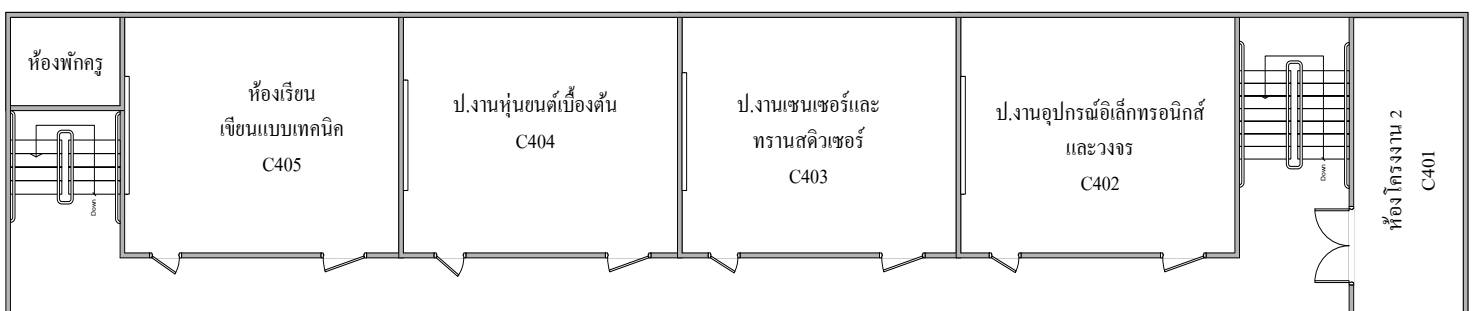 ห้องพักครู
Down
ห้องเรียน
เขียนแบบเทคนิค
C405
ป.งานหุ่นยนต์เบื้องต้น
C404
ป.งานเซนเซอร์และ
ทรานสดิวเซอร์
C403
ป.งานอุปกรณ์อิเล็กทรอนิกส์
และวงจร
C402
Down
ห้องโครงงาน 2
C401